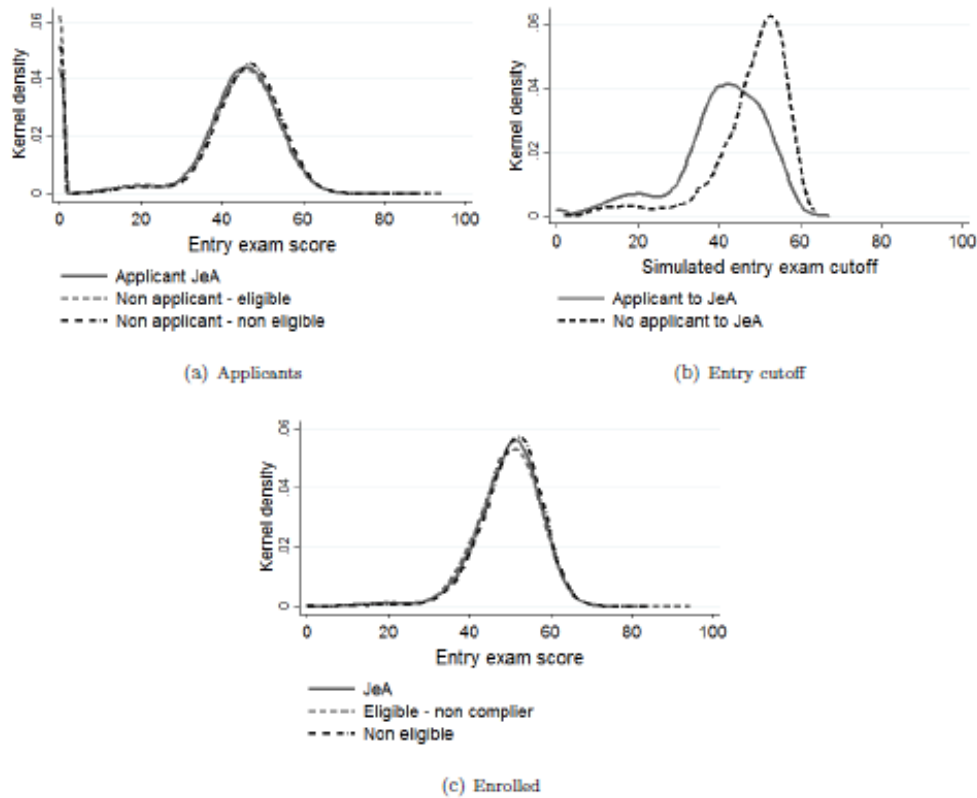 Kernel density
0 .02 .04 .06
0 20 40 60 80 100
Entry exam score
Applicant JeA
Non applicant - eligible
Non applicant - non eligible
(a) Applicants
Kernel density
0 .02 .04 .06
0 20 40 60 80 100
Simulated entry exam cutoff
Applicant to JeA
No applicant to JeA
(b) Entry cutoff
Kernel density
0 .02 .04 .06
0 20 40 60 80 100
Entry exam score
JeA
Eligible - non complier
Non eligible
(c) Enrolled